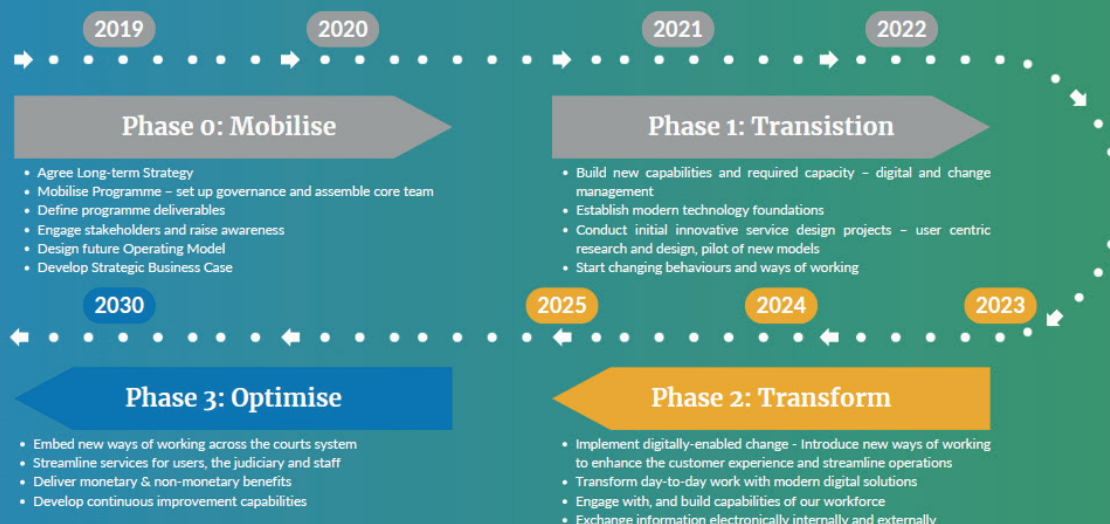 2019
2020
2021
2022
Phase 0: Mobilise
• Agree Long-term Strategy
• Mobilise Programme – set up governance and assemble core team
• Define programme deliverables
• Engage stakeholders and raise awareness
• Design future Operating Model
• Develop Strategic Business Case
Phase 1: Transistion
• Build new capabilities and required capacity – digital and change
management
• Establish modern technology foundations
• Conduct initial innovative service design projects – user centric
research and design, pilot of new models
• Start changing behaviours and ways of working
2023
2024
2025
2030
Phase 2: Transform
• Implement digitally-enabled change - Introduce new ways of working
to enhance the customer experience and streamline operations
• Transform day-to-day work with modern digital solutions
• Engage with, and build capabilities of our workforce
• Exchange information electronically internally and externally
Phase 3: Optimise
• Embed new ways of working across the courts system
• Streamline services for users, the judiciary and staff
• Deliver monetary & non-monetary benefits
• Develop continuous improvement capabilities